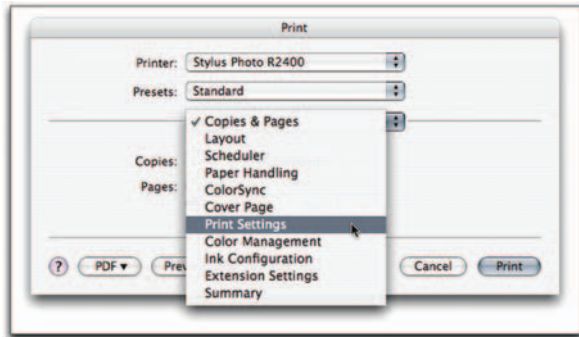 Print
Printer: Stylus Photo R2400
Presets: Standard
✓ Copies & Pages
Layout
Scheduler
Copies:
Paper Handling
Pages:
ColorSync
Cover Page
Print Settings
Color Management
Ink Configuration
? PDF▼ Prev Cancel Print
Extension Settings
Summary